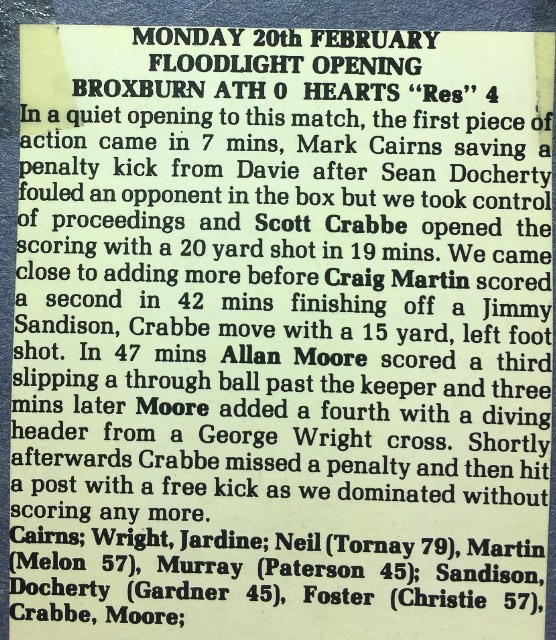 MONDAY 20th FEBRUARY
FLOODLIGHT OPENING
BROXBURN ATH 0 HEARTS "Res" 4
In a quiet opening to this match, the first piece of
action came in 7 mins, Mark Cairns saving a
penalty kick from Davie after Sean Docherty
fouled an opponent in the box but we took control
of proceedings and Scott Crabbe opened the
scoring with a 20 yard shot in 19 mins. We came
close to adding more before Craig Martin scored
a second in 42 mins finishing off a Jimmy
Sandison, Crabbe move with a 15 yard, left foot
shot. In 47 mins Allan Moore scored a third
slipping a through ball past the keeper and three
mins later Moore added a fourth with a diving
header from a George Wright cross. Shortly
afterwards Crabbe missed a penalty and then hit
a post with a free kick as we dominated without
scoring any more.
Cairns; Wright, Jardine; Neil (Tornay 79), Martin
(Melon 57), Murray (Paterson 45); Sandison,
Docherty (Gardner 45), Foster (Christie 57),
Crabbe, Moore;